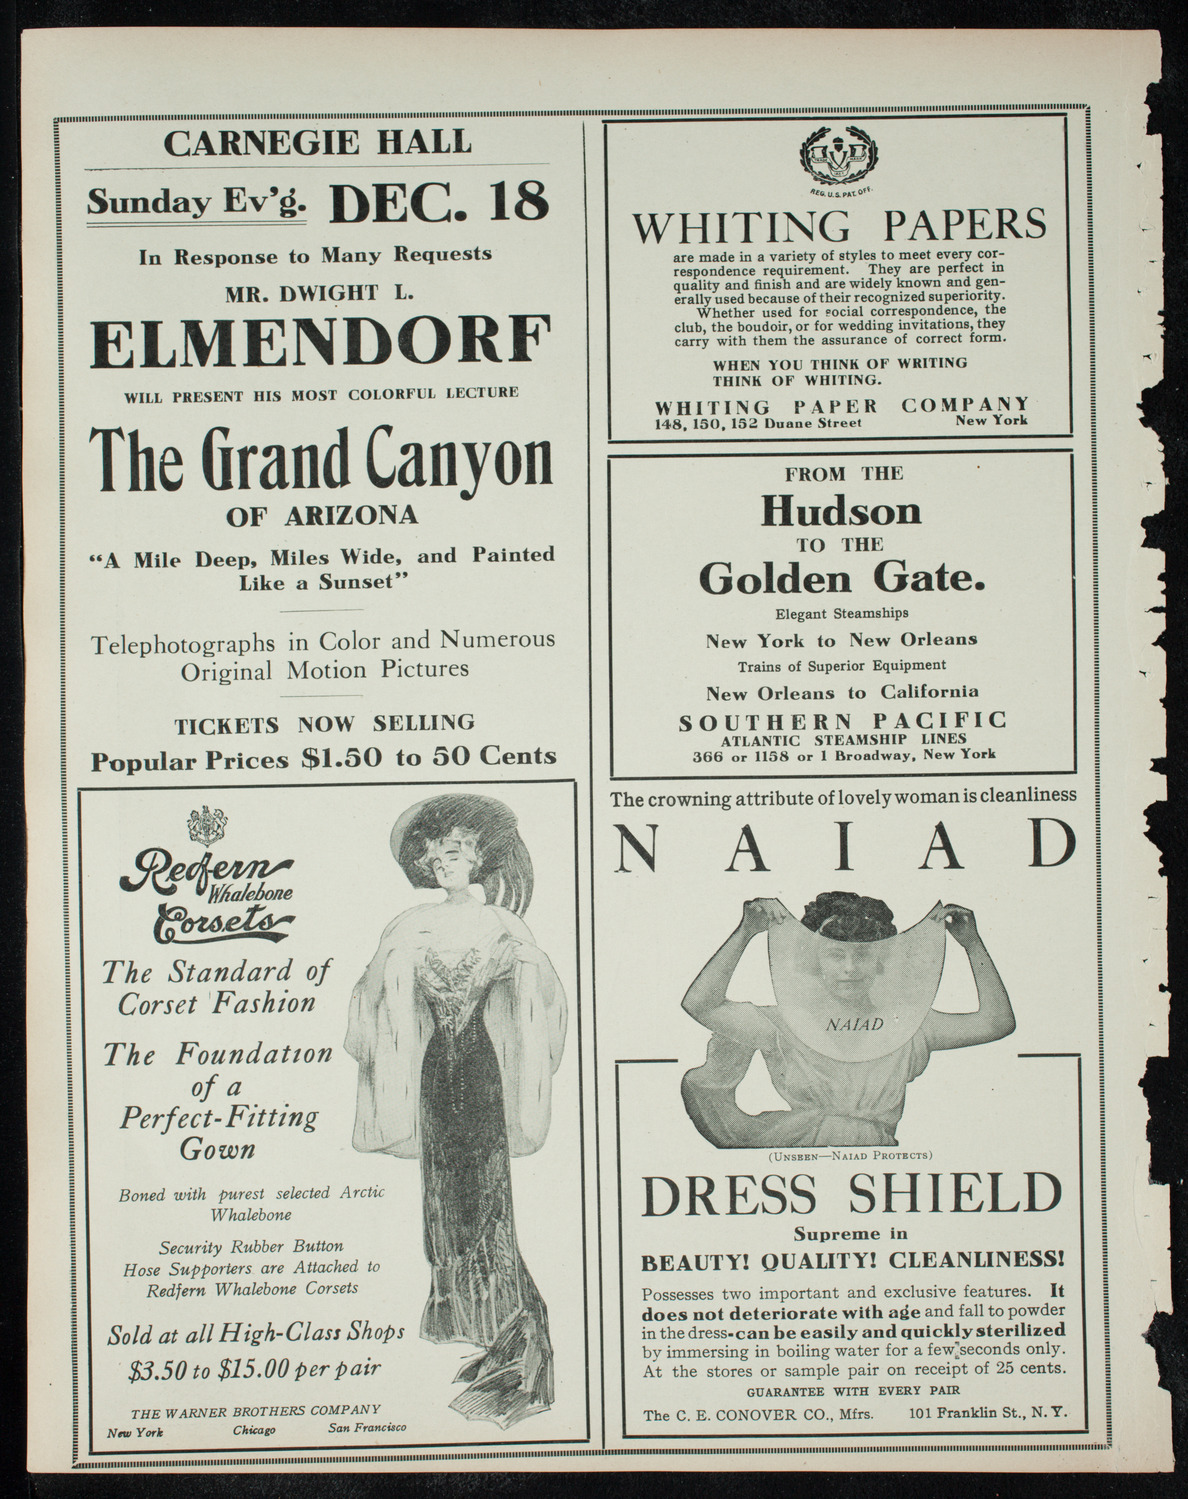 CARNEGIE HALL
Sunday Ev'g. DEC. 18
In Response to Many Requests
MR. DWIGHT L.
ELMENDORF
WILL PRESENT HIS MOST COLORFUL LECTURE
The Grand Canyon
OF ARIZONA
"A Mile Deep, Miles Wide, and Painted
Like a Sunset"
Telephotographs in Color and Numerous
Original Motion Pictures
TICKETS NOW SELLING
Popular Prices $1.50 to 50 Cents
Redfern
Whalebone
Corsets
The Standard of
Corset Fashion
The Foundation
of a
Perfect-Fitting
Gown
Boned with purest selected Arctic
Whalebone
Security Rubber Button
Hose Supporters are Attached to
Redfern Whalebone Corsets
Sold at all High-Class Shops
$3.50 to $15.00 per pair
THE WARNER BROTHERS COMPANY
New York Chicago San Francisco
REG. U.S. PAT. OFF.
WHITING PAPERS
are made in a variety of styles to meet every cor-
respondence requirement. They are perfect in
quality and finish and are widely known and gen-
erally used because of their recognized superiority.
Whether used for social correspondence, the
club, the boudoir, or for wedding invitations, they
carry with them the assurance of correct form.
WHEN YOU THINK OF WRITING
THINK OF WHITING.
WHITING PAPER COMPANY
148, 150, 152 Duane Street New York
FROM THE
Hudson
TO THE
Golden Gate.
Elegant Steamships
New York to New Orleans
Trains of Superior Equipment
New Orleans to California
SOUTHERN PACIFIC
ATLANTIC STEAMSHIP LINES
366 or 1158 or 1 Broadway, New York
The crowning attribute of lovely woman is cleanliness
NAIAD
NAIAD
(UNSEEN—NAIAD PROTECTS)
DRESS SHIELD
Supreme in
BEAUTY! QUALITY! CLEANLINESS!
Possesses two important and exclusive features. It
does not deteriorate with age and fall to powder
in the dress-can be easily and quickly sterilized
by immersing in boiling water for a few seconds only.
At the stores or sample pair on receipt of 25 cents.
GUARANTEE WITH EVERY PAIR
The C. E. CONOVER CO., Mfrs. 101 Franklin St., N. Y.